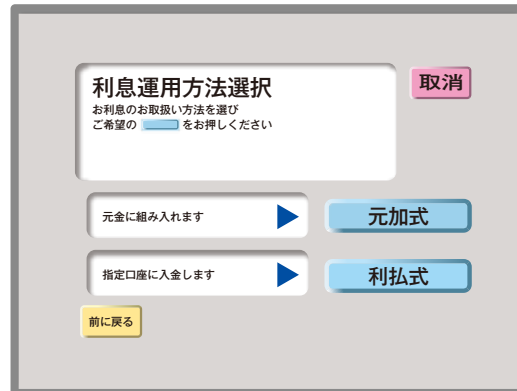 利息運用方法選択
取消
お利息のお取扱い方法を選び
ご希望の をお押しください
元金に組み入れます
元加式
指定口座に入金します
利払式
前に戻る